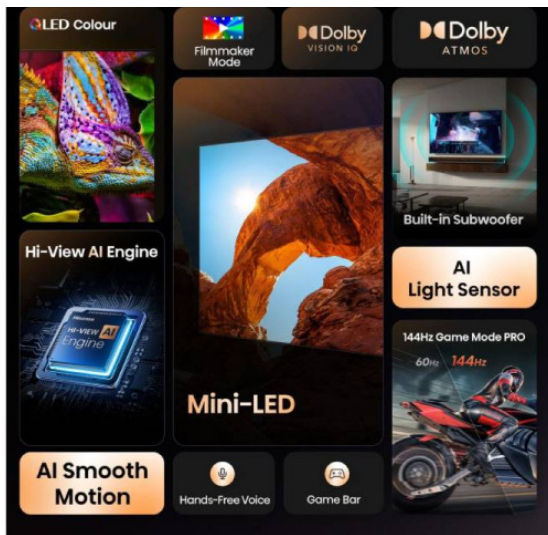 QLED Colour
Filmmaker
Mode
Dolby
VISION IQ
Dolby
ATMOS
Built-in Subwoofer
Hi-View AI Engine
Hisense
HI-VIEW AI
Engine
AI
Light Sensor
144Hz Game Mode PRO
60Hz 144Hz
Mini-LED
AI Smooth
Motion
Hands-Free Voice
Game Bar